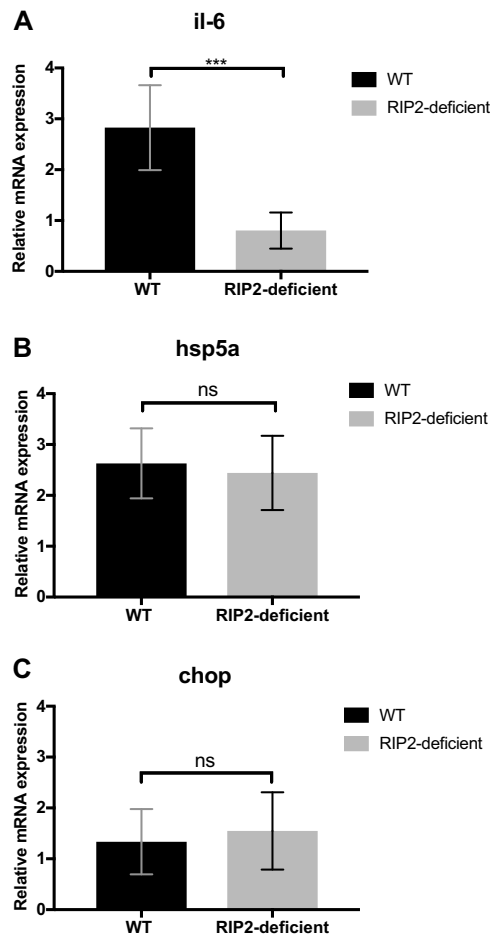 A
il-6
Relative mRNA expression
4
3
2
1
0
***
WT
RIP2-deficient
WT
RIP2-deficient
B
hsp5a
Relative mRNA expression
4
3
2
1
0
ns
WT
RIP2-deficient
WT
RIP2-deficient
C
chop
Relative mRNA expression
4
3
2
1
0
ns
WT
RIP2-deficient
WT
RIP2-deficient